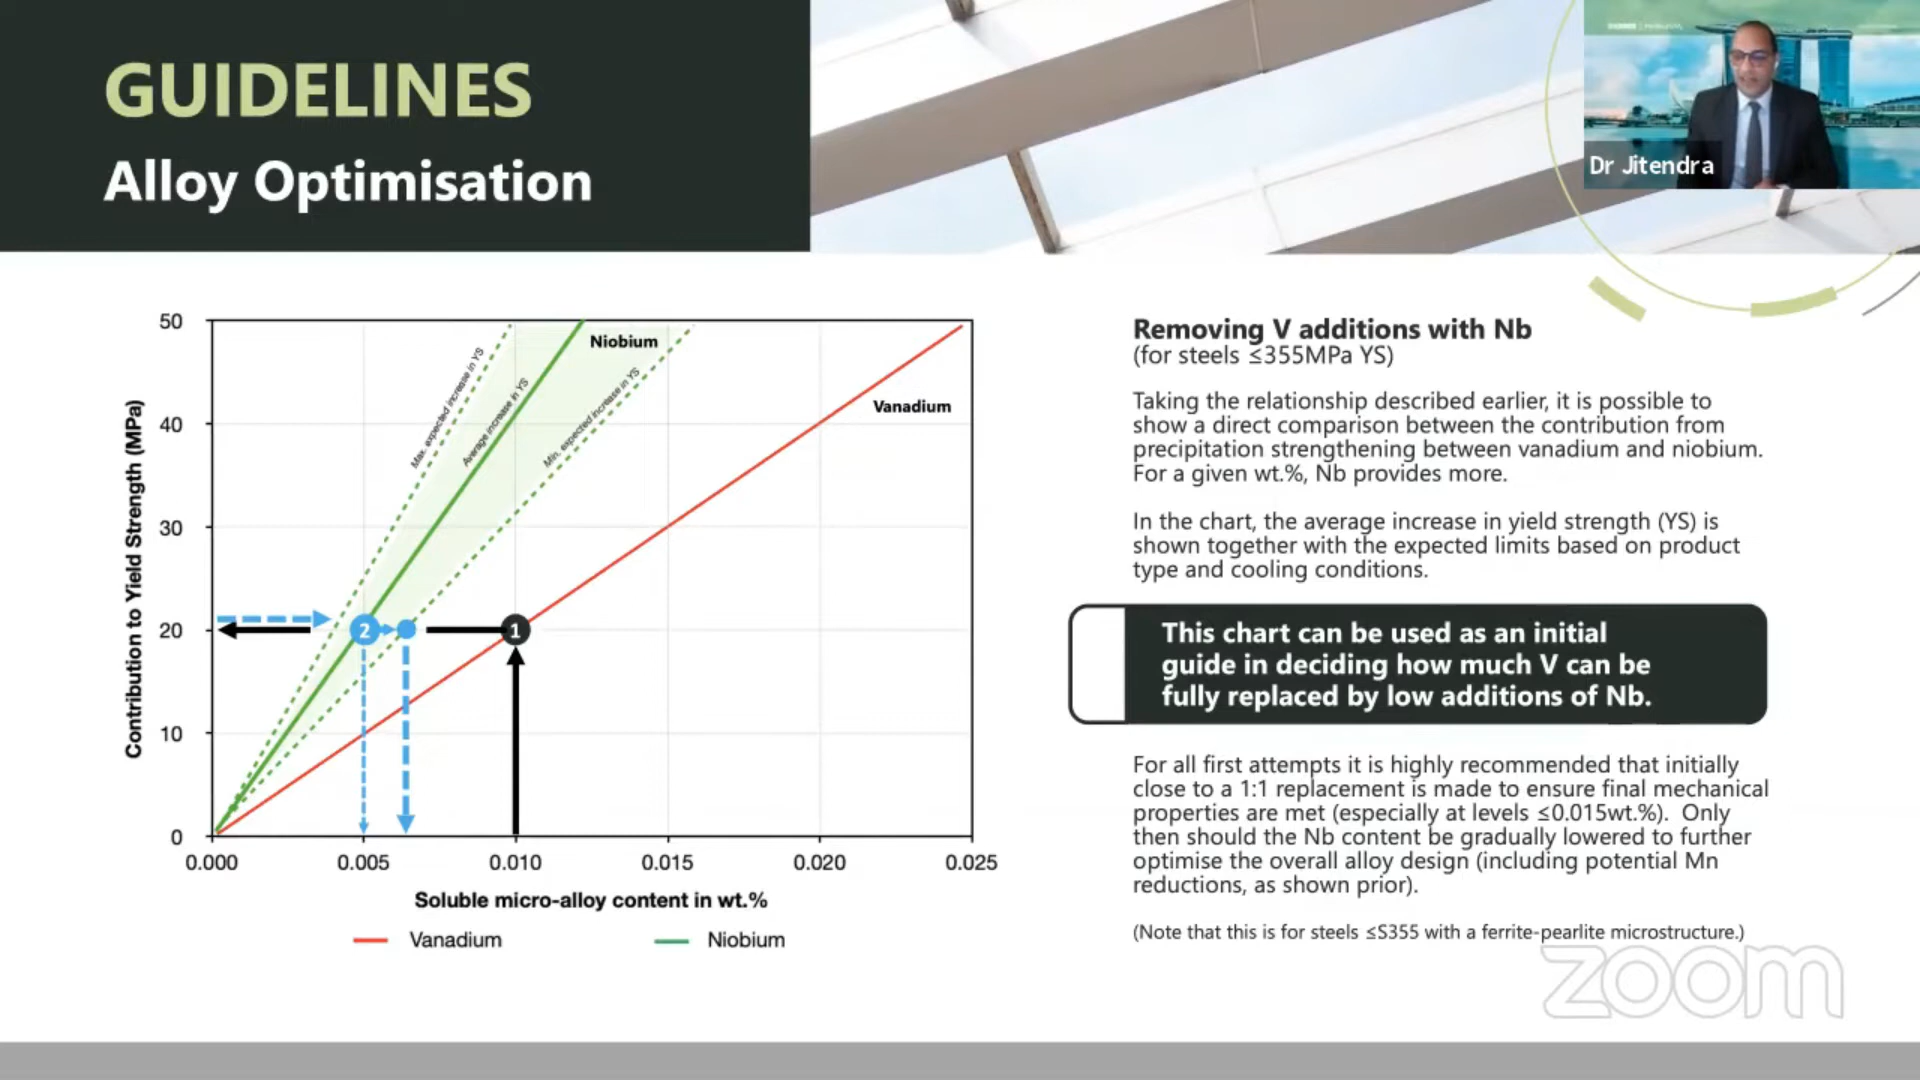 GUIDELINES
Alloy Optimisation
Dr Jitendra
50
40
30
20
10
0
Contribution to Yield Strength (MPa)
Max. expected increase in YS
Average increase in YS
Min. expected increase in YS
Niobium
Vanadium
2
1
0.000
0.005
0.010
0.015
0.020
0.025
Soluble micro-alloy content in wt.%
Vanadium
Niobium
Removing V additions with Nb
(for steels ≤355MPa YS)
Taking the relationship described earlier, it is possible to
show a direct comparison between the contribution from
precipitation strengthening between vanadium and niobium.
For a given wt.%, Nb provides more.
In the chart, the average increase in yield strength (YS) is
shown together with the expected limits based on product
type and cooling conditions.
This chart can be used as an initial
guide in deciding how much V can be
fully replaced by low additions of Nb.
For all first attempts it is highly recommended that initially
close to a 1:1 replacement is made to ensure final mechanical
properties are met (especially at levels ≤0.015wt.%). Only
then should the Nb content be gradually lowered to further
optimise the overall alloy design (including potential Mn
reductions, as shown prior).
(Note that this is for steels ≤S355 with a ferrite-pearlite microstructure.)
zoom